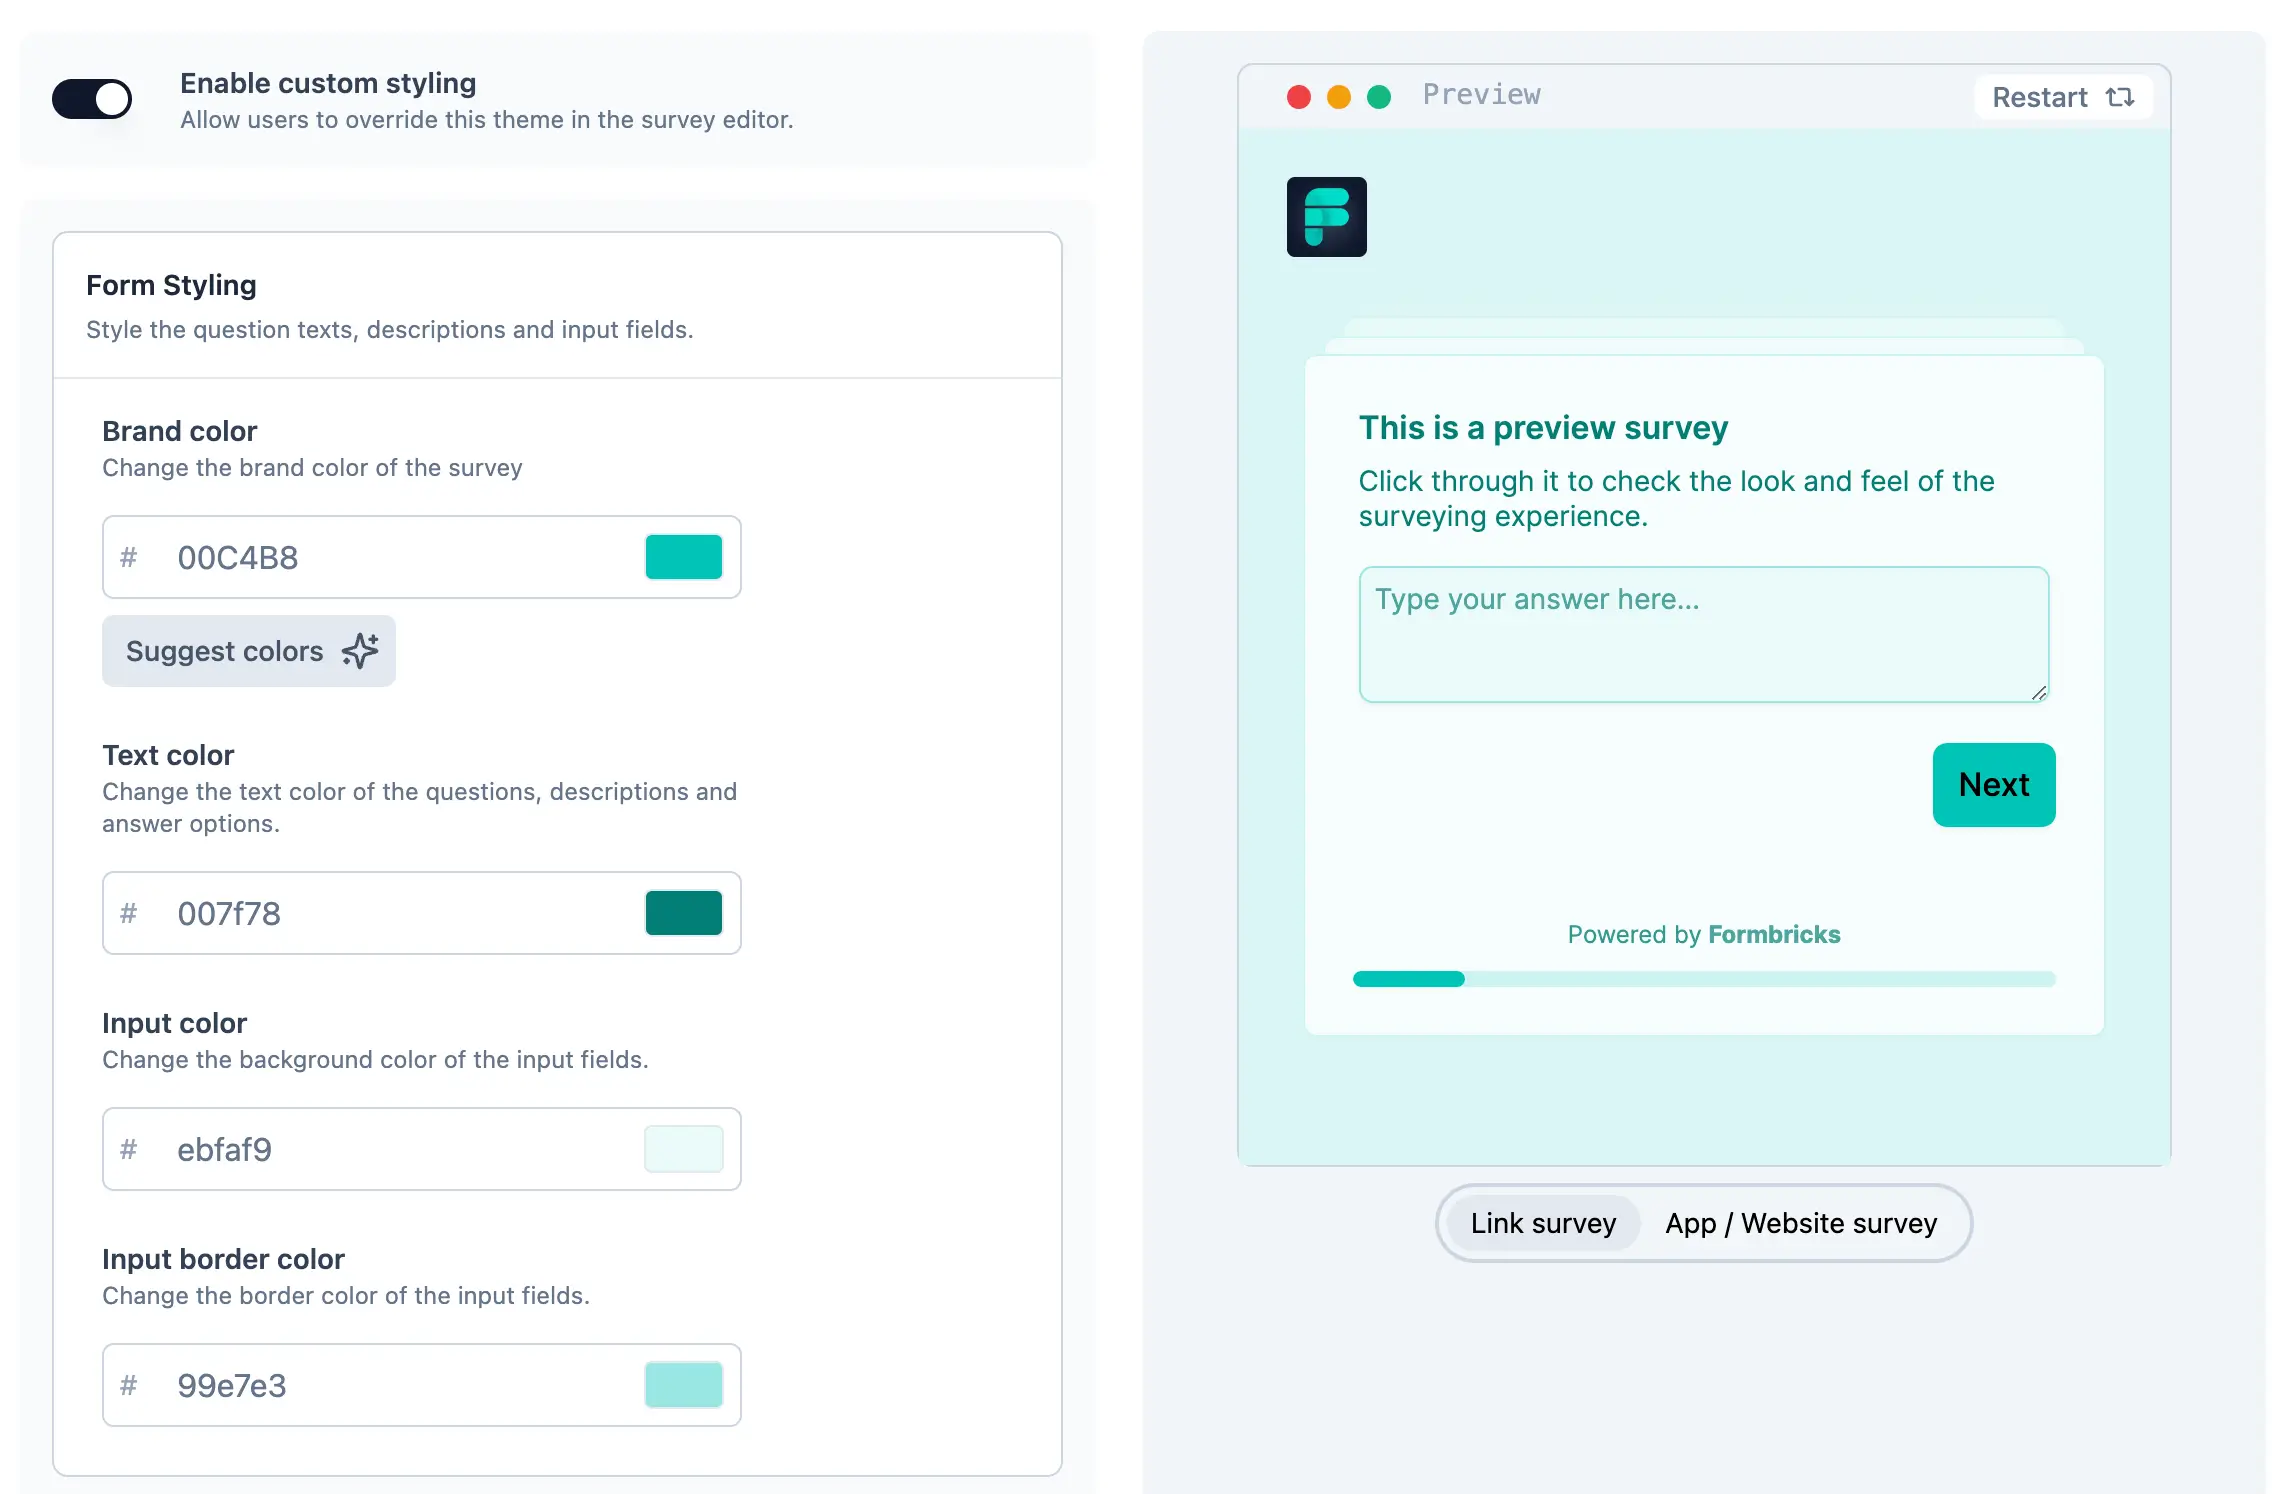 Enable custom styling
Allow users to override this theme in the survey editor.
Form Styling
Style the question texts, descriptions and input fields.
Brand color
Change the brand color of the survey
# 00C4B8
Suggest colors
Text color
Change the text color of the questions, descriptions and
answer options.
# 007f78
Input color
Change the background color of the input fields.
# ebfaf9
Input border color
Change the border color of the input fields.
# 99e7e3
Preview
Restart
This is a preview survey
Click through it to check the look and feel of the
surveying experience.
Type your answer here...
Next
Powered by Formbricks
Link survey
App / Website survey